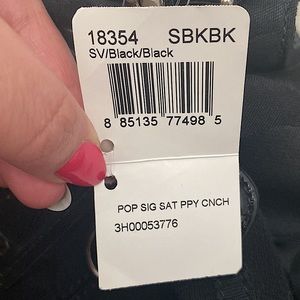 18354 SBKBK
SV/Black/Black
8 85135 77498 5
POP SIG SAT PPY CNCH
3H00053776